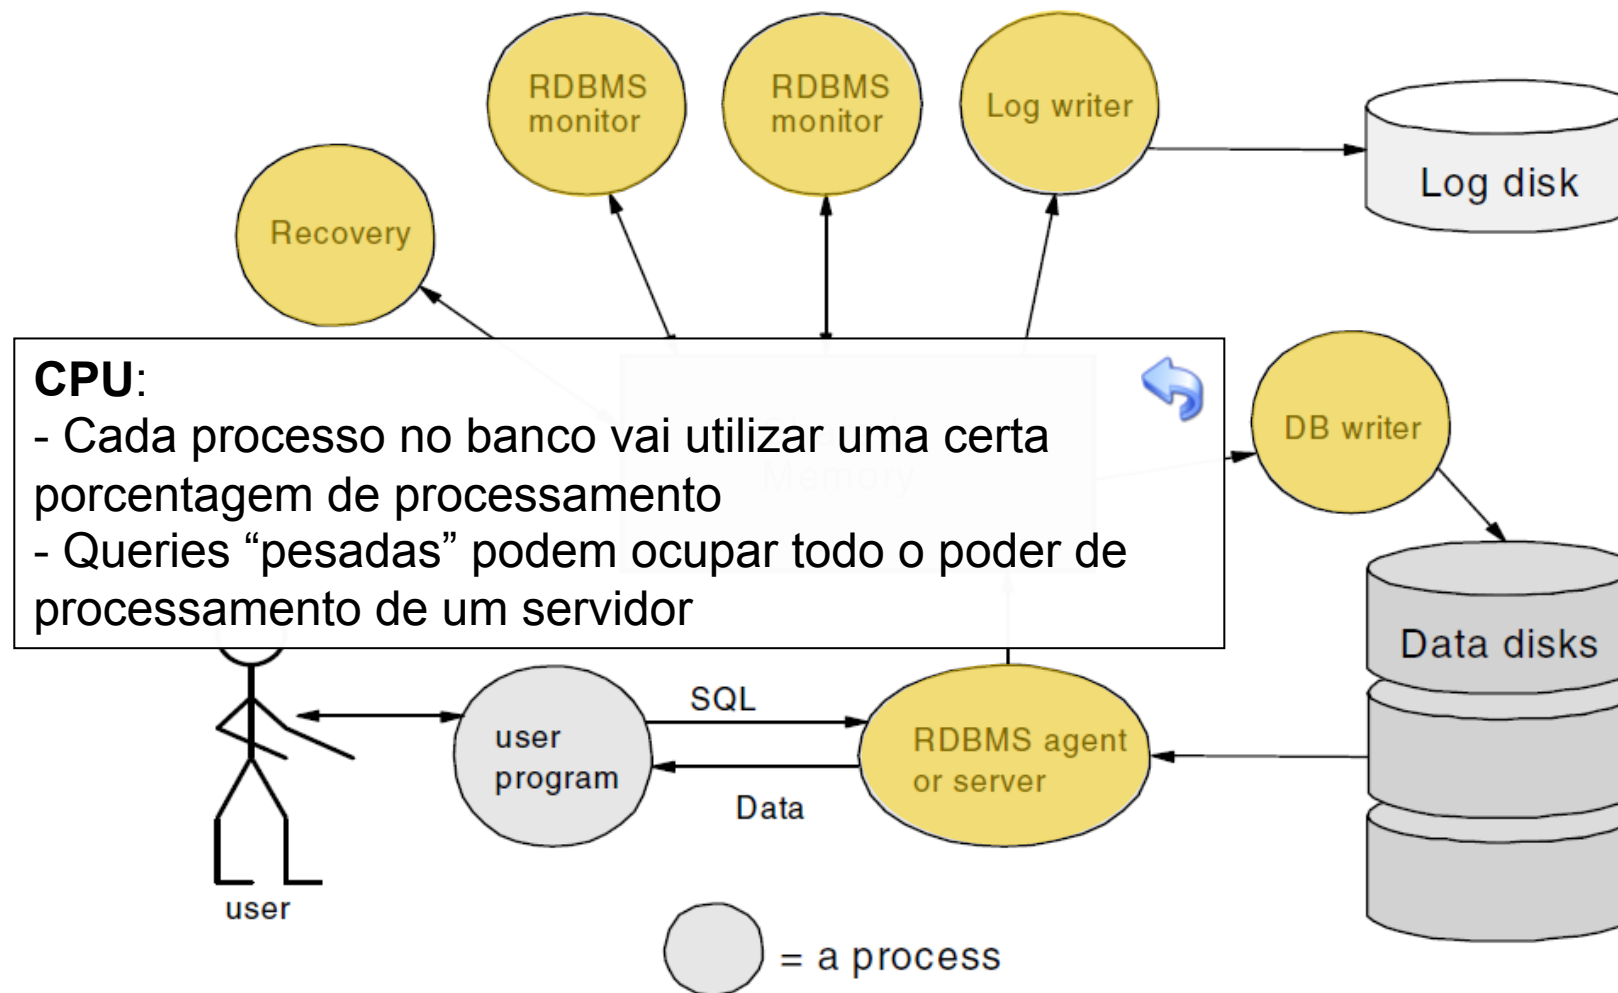 RDBMS
monitor
RDBMS
monitor
Log writer
Log disk
Recovery
CPU:
- Cada processo no banco vai utilizar uma certa
porcentagem de processamento
- Queries “pesadas” podem ocupar todo o poder de
processamento de um servidor
Memory
DB writer
Data disks
SQL
user
program
RDBMS agent
or server
Data
user
= a process